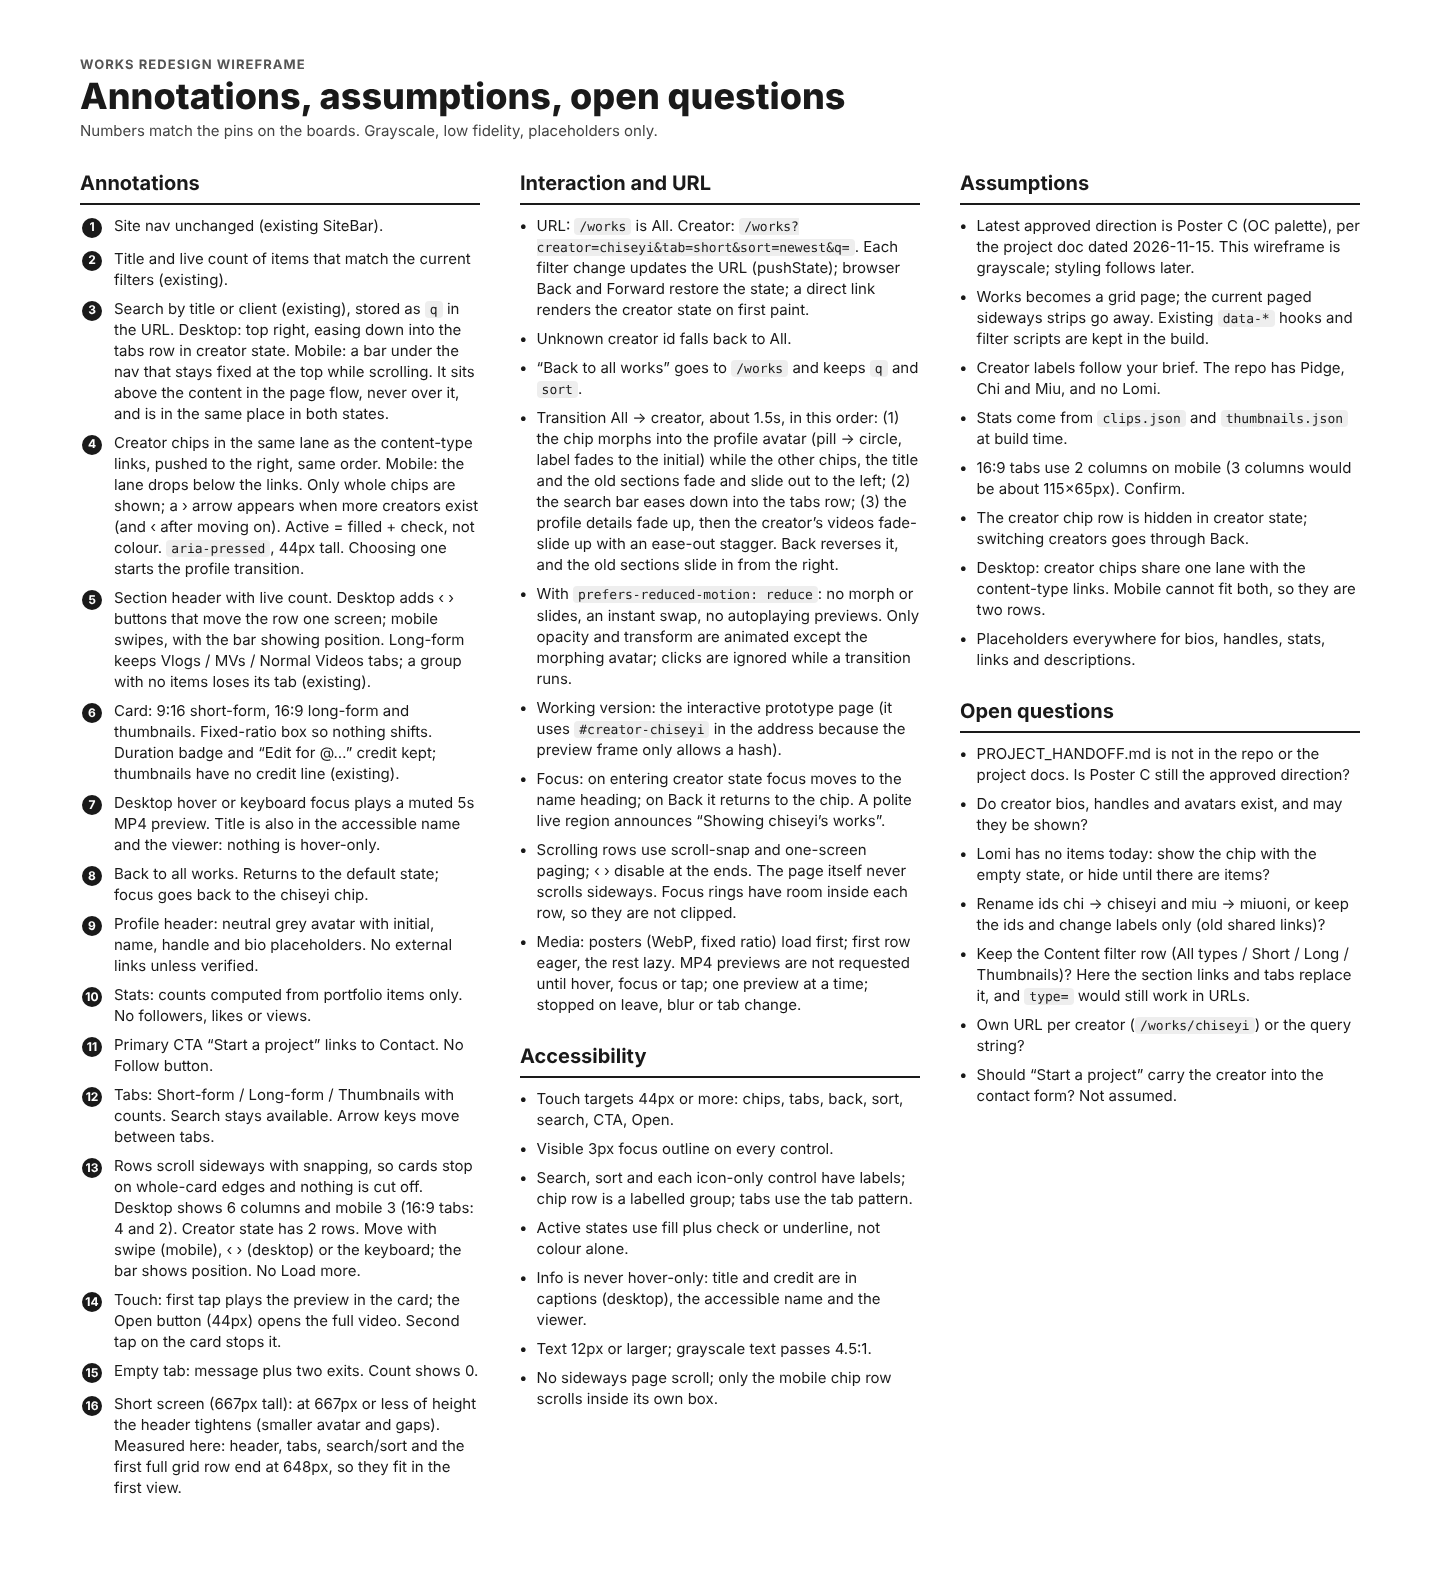 WORKS REDESIGN WIREFRAME
Annotations, assumptions, open questions
Numbers match the pins on the boards. Grayscale, low fidelity, placeholders only.
Annotations
1 Site nav unchanged (existing SiteBar).
2 Title and live count of items that match the current
filters (existing).
3 Search by title or client (existing), stored as q in
the URL. Desktop: top right, easing down into the
tabs row in creator state. Mobile: a bar under the
nav that stays fixed at the top while scrolling. It sits
above the content in the page flow, never over it,
and is in the same place in both states.
4 Creator chips in the same lane as the content-type
links, pushed to the right, same order. Mobile: the
lane drops below the links. Only whole chips are
shown; a › arrow appears when more creators exist
(and ‹ after moving on). Active = filled + check, not
colour. aria-pressed, 44px tall. Choosing one
starts the profile transition.
5 Section header with live count. Desktop adds ‹ ›
buttons that move the row one screen; mobile
swipes, with the bar showing position. Long-form
keeps Vlogs / MVs / Normal Videos tabs; a group
with no items loses its tab (existing).
6 Card: 9:16 short-form, 16:9 long-form and
thumbnails. Fixed-ratio box so nothing shifts.
Duration badge and “Edit for @…” credit kept;
thumbnails have no credit line (existing).
7 Desktop hover or keyboard focus plays a muted 5s
MP4 preview. Title is also in the accessible name
and the viewer: nothing is hover-only.
8 Back to all works. Returns to the default state;
focus goes back to the chiseyi chip.
9 Profile header: neutral grey avatar with initial,
name, handle and bio placeholders. No external
links unless verified.
10 Stats: counts computed from portfolio items only.
No followers, likes or views.
11 Primary CTA “Start a project” links to Contact. No
Follow button.
12 Tabs: Short-form / Long-form / Thumbnails with
counts. Search stays available. Arrow keys move
between tabs.
13 Rows scroll sideways with snapping, so cards stop
on whole-card edges and nothing is cut off.
Desktop shows 6 columns and mobile 3 (16:9 tabs:
4 and 2). Creator state has 2 rows. Move with
swipe (mobile), ‹ › (desktop) or the keyboard; the
bar shows position. No Load more.
14 Touch: first tap plays the preview in the card; the
Open button (44px) opens the full video. Second
tap on the card stops it.
15 Empty tab: message plus two exits. Count shows 0.
16 Short screen (667px tall): at 667px or less of height
the header tightens (smaller avatar and gaps).
Measured here: header, tabs, search/sort and the
first full grid row end at 648px, so they fit in the
first view.
Interaction and URL
• URL: /works is All. Creator: /works?
creator=chiseyi&tab=short&sort=newest&q=. Each
filter change updates the URL (pushState); browser
Back and Forward restore the state; a direct link
renders the creator state on first paint.
• Unknown creator id falls back to All.
• “Back to all works” goes to /works and keeps q and
sort.
• Transition All → creator, about 1.5s, in this order: (1)
the chip morphs into the profile avatar (pill → circle,
label fades to the initial) while the other chips, the title
and the old sections fade and slide out to the left; (2)
the search bar eases down into the tabs row; (3) the
profile details fade up, then the creator’s videos fade-
slide up with an ease-out stagger. Back reverses it,
and the old sections slide in from the right.
• With prefers-reduced-motion: reduce: no morph or
slides, an instant swap, no autoplaying previews. Only
opacity and transform are animated except the
morphing avatar; clicks are ignored while a transition
runs.
• Working version: the interactive prototype page (it
uses #creator-chiseyi in the address because the
preview frame only allows a hash).
• Focus: on entering creator state focus moves to the
name heading; on Back it returns to the chip. A polite
live region announces “Showing chiseyi’s works”.
• Scrolling rows use scroll-snap and one-screen
paging; ‹ › disable at the ends. The page itself never
scrolls sideways. Focus rings have room inside each
row, so they are not clipped.
• Media: posters (WebP, fixed ratio) load first; first row
eager, the rest lazy. MP4 previews are not requested
until hover, focus or tap; one preview at a time;
stopped on leave, blur or tab change.
Accessibility
• Touch targets 44px or more: chips, tabs, back, sort,
search, CTA, Open.
• Visible 3px focus outline on every control.
• Search, sort and each icon-only control have labels;
chip row is a labelled group; tabs use the tab pattern.
• Active states use fill plus check or underline, not
colour alone.
• Info is never hover-only: title and credit are in
captions (desktop), the accessible name and the
viewer.
• Text 12px or larger; grayscale text passes 4.5:1.
• No sideways page scroll; only the mobile chip row
scrolls inside its own box.
Assumptions
• Latest approved direction is Poster C (OC palette), per
the project doc dated 2026-11-15. This wireframe is
grayscale; styling follows later.
• Works becomes a grid page; the current paged
sideways strips go away. Existing data-* hooks and
filter scripts are kept in the build.
• Creator labels follow your brief. The repo has Pidge,
Chi and Miu, and no Lomi.
• Stats come from clips.json and thumbnails.json
at build time.
• 16:9 tabs use 2 columns on mobile (3 columns would
be about 115×65px). Confirm.
• The creator chip row is hidden in creator state;
switching creators goes through Back.
• Desktop: creator chips share one lane with the
content-type links. Mobile cannot fit both, so they are
two rows.
• Placeholders everywhere for bios, handles, stats,
links and descriptions.
Open questions
• PROJECT_HANDOFF.md is not in the repo or the
project docs. Is Poster C still the approved direction?
• Do creator bios, handles and avatars exist, and may
they be shown?
• Lomi has no items today: show the chip with the
empty state, or hide until there are items?
• Rename ids chi → chiseyi and miu → miuoni, or keep
the ids and change labels only (old shared links)?
• Keep the Content filter row (All types / Short / Long /
Thumbnails)? Here the section links and tabs replace
it, and type= would still work in URLs.
• Own URL per creator (/works/chiseyi) or the query
string?
• Should “Start a project” carry the creator into the
contact form? Not assumed.